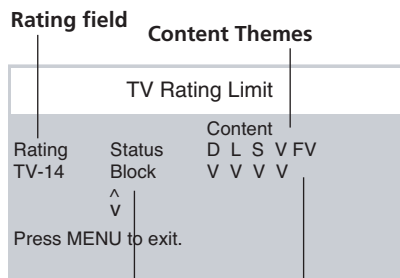 Rating field
Content Themes
TV Rating Limit
Content
Rating Status D L S V FV
TV-14 Block V V V V
^
v
Press MENU to exit.